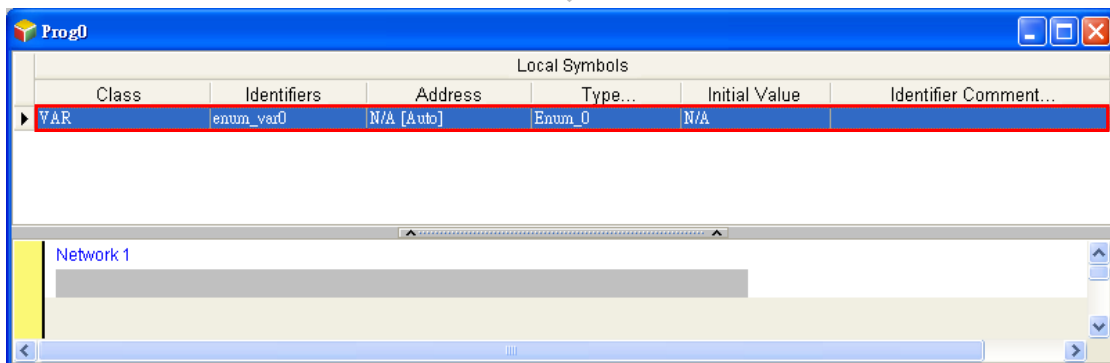 Prog0
Local Symbols
Class Identifiers Address Type... Initial Value Identifier Comment...
VAR enum_var0 N/A [Auto] Enum_0 N/A
Network 1